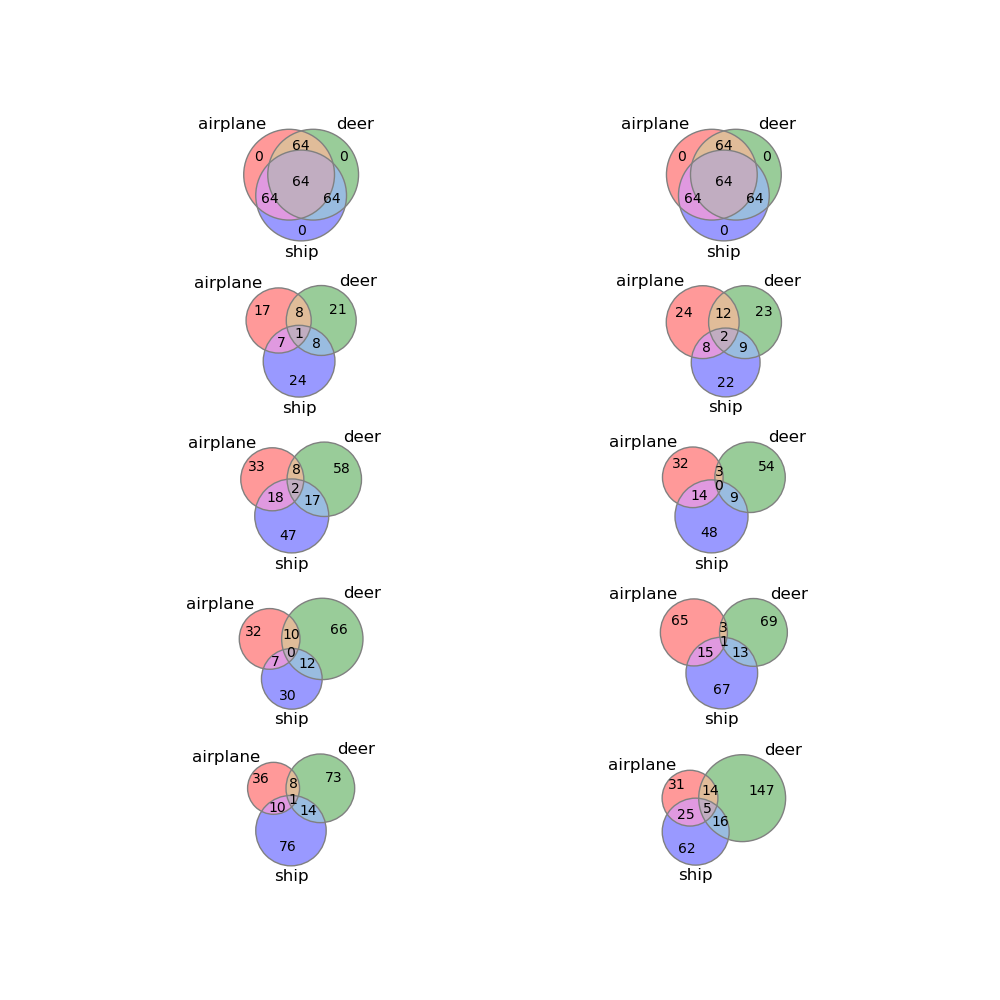 airplane deer airplane deer
0 64 0 0 64 0
64 64 64 64 64 64
0 0
ship ship
airplane deer airplane deer
17 8 21 24 12 23
7 1 8 8 2 9
24 22
ship ship
airplane deer airplane deer
33 8 58 32 3 54
18 2 17 14 0 9
47 48
ship ship
airplane deer airplane deer
32 10 66 65 3 69
7 0 12 15 1 13
30 67
ship ship
airplane deer airplane deer
36 8 73 31 14 147
10 1 14 25 5 16
76 62
ship ship